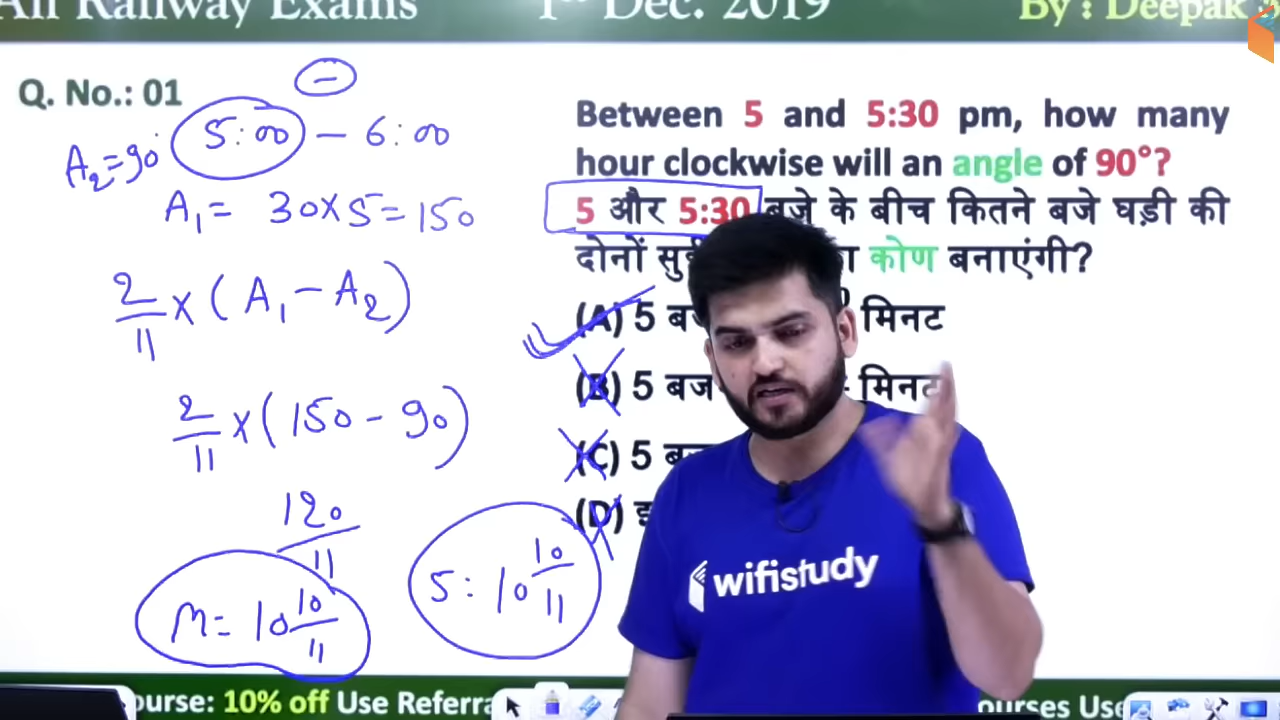 All Railway Exams 1st Dec. 2019 By : Deepak
Q. No.: 01
−
5:00 − 6:00
A₂=90
A₁= 30×5=150
2/11 × (A₁ − A₂)
2/11 × (150 − 90)
120/11
M= 10 10/11
5: 10 10/11
Between 5 and 5:30 pm, how many
hour clockwise will an angle of 90°?
5 और 5:30 बजे के बीच कितने बजे घड़ी की
दोनों कोण बनाएंगी?
(A) 5 मिनट
(B) 5 मिनट
(C) 5
(D)
wifistudy
ourse: 10% off Use Referra
ourses Use